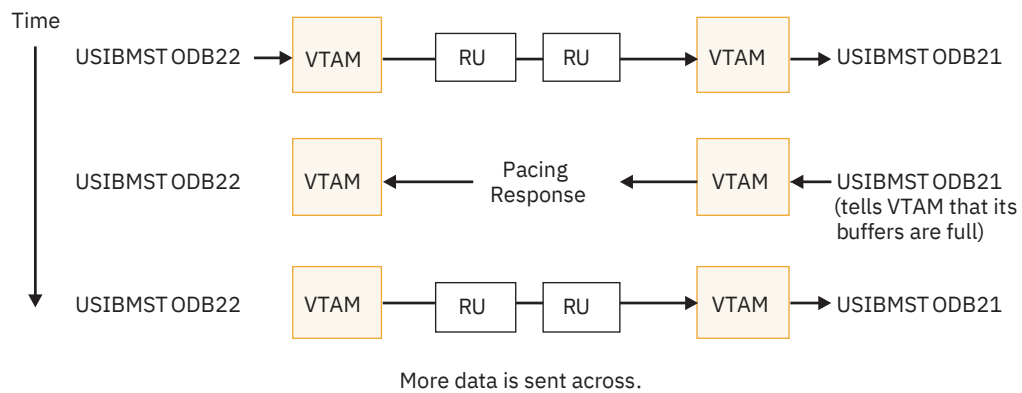 Time
USIBMSTODB22 VTAM RU RU VTAM USIBMSTODB21
USIBMSTODB22 VTAM Pacing VTAM USIBMSTODB21
Response (tells VTAM that its
buffers are full)
USIBMSTODB22 VTAM RU RU VTAM USIBMSTODB21
More data is sent across.